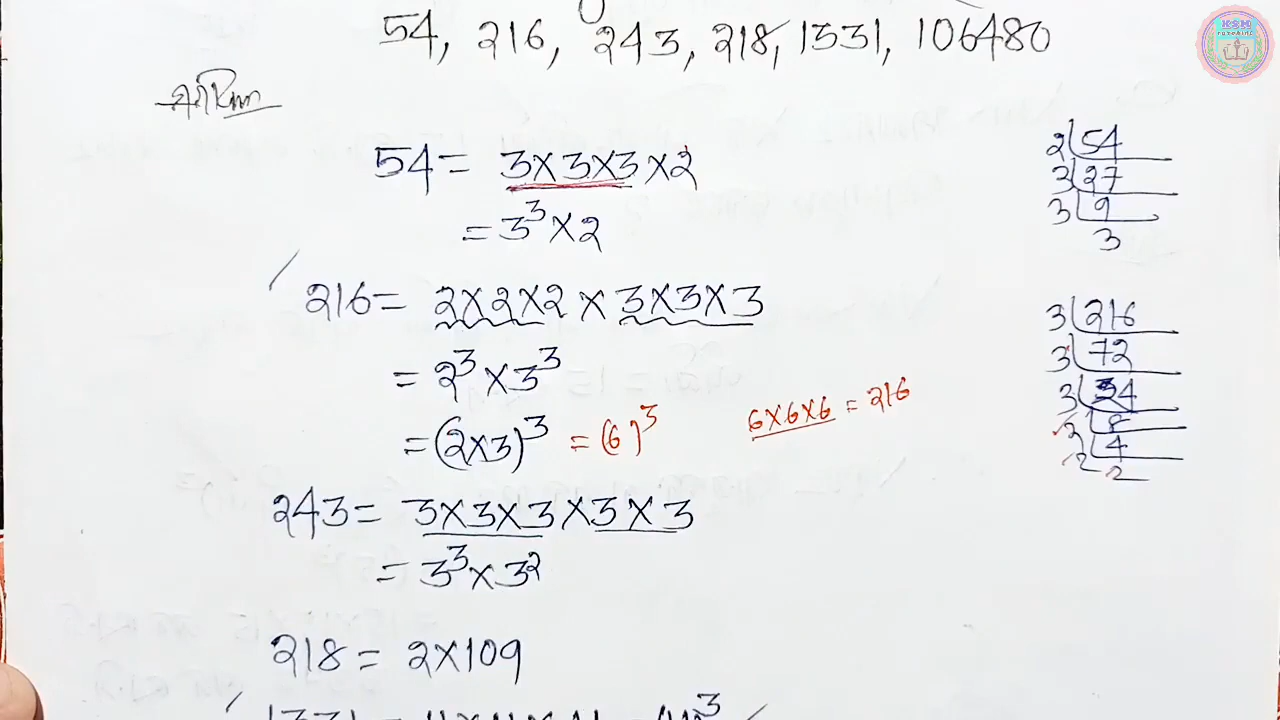 54, 216, 243, 218, 1331, 106480
54 = 3×3×3×2
= 3³×2
216 = 2×2×2 × 3×3×3
= 2³×3³
= (2×3)³ = (6)³
6×6×6 = 216
243 = 3×3×3×3×3
= 3³×3²
218 = 2×109
2 54
3 27
3 9
3
3 216
3 72
3 24
2 8
2 4
2
KSM